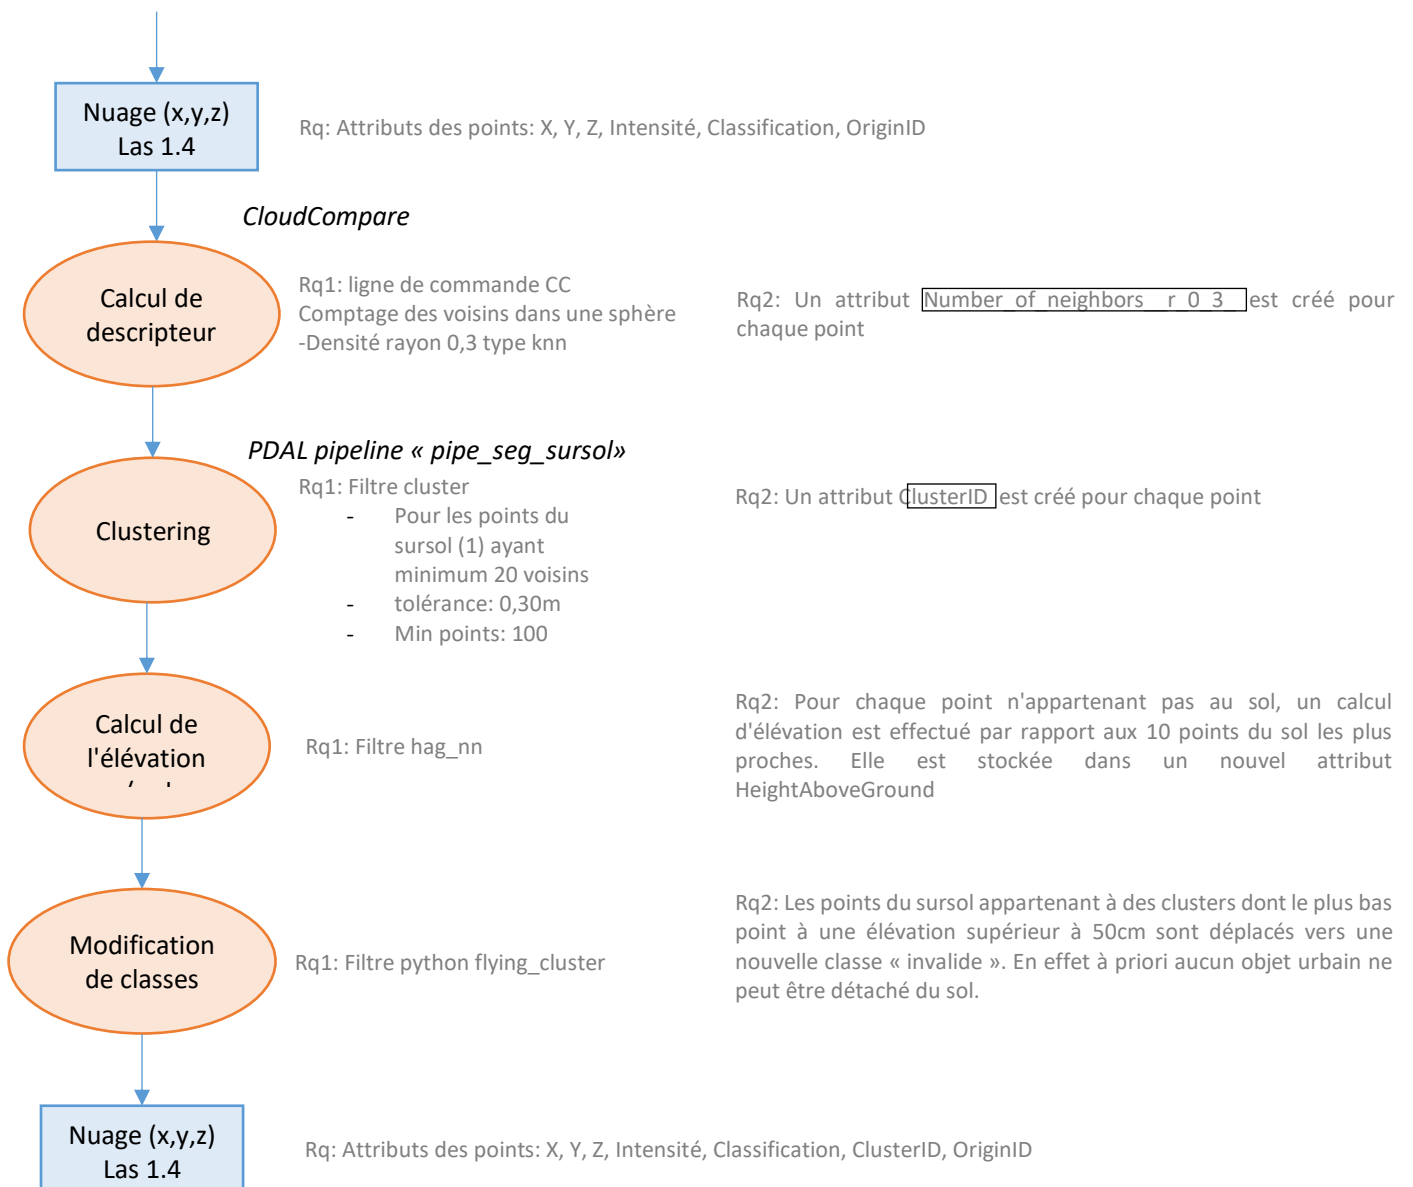 Nuage (x,y,z)
Las 1.4
Rq: Attributs des points: X, Y, Z, Intensité, Classification, OriginID
CloudCompare
Calcul de
descripteur
Rq1: ligne de commande CC
Comptage des voisins dans une sphère
-Densité rayon 0,3 type knn
Rq2: Un attribut Number_of_neighbors__r_0_3_ est créé pour
chaque point
PDAL pipeline « pipe_seg_sursol»
Clustering
Rq1: Filtre cluster
- Pour les points du
sursol (1) ayant
minimum 20 voisins
- tolérance: 0,30m
- Min points: 100
Rq2: Un attribut ClusterID est créé pour chaque point
Calcul de
l'élévation
Rq1: Filtre hag_nn
Rq2: Pour chaque point n'appartenant pas au sol, un calcul
d'élévation est effectué par rapport aux 10 points du sol les plus
proches. Elle est stockée dans un nouvel attribut
HeightAboveGround
Modification
de classes
Rq1: Filtre python flying_cluster
Rq2: Les points du sursol appartenant à des clusters dont le plus bas
point à une élévation supérieur à 50cm sont déplacés vers une
nouvelle classe « invalide ». En effet à priori aucun objet urbain ne
peut être détaché du sol.
Nuage (x,y,z)
Las 1.4
Rq: Attributs des points: X, Y, Z, Intensité, Classification, ClusterID, OriginID